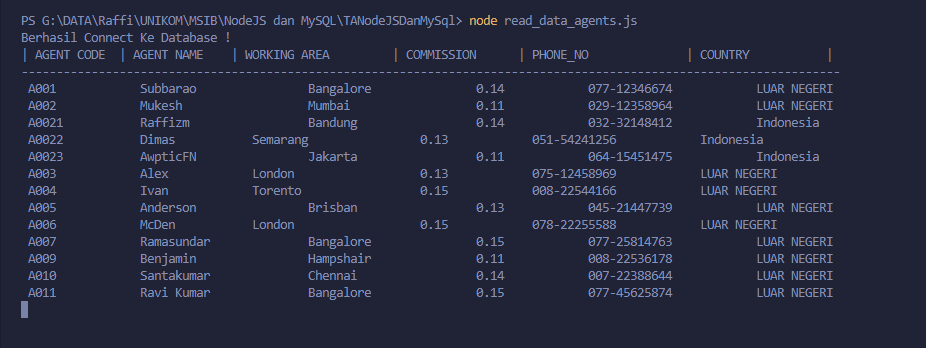 PS G:\DATA\Raffi\UNIKOM\MSIB\NodeJS dan MySQL\TANodeJSDanMySql> node read_data_agents.js
Berhasil Connect Ke Database !
| AGENT CODE | AGENT NAME | WORKING AREA | COMMISSION | PHONE_NO | COUNTRY |
---------------------------------------------------------------------------------------------------------------------
A001 Subbarao Bangalore 0.14 077-12346674 LUAR NEGERI
A002 Mukesh Mumbai 0.11 029-12358964 LUAR NEGERI
A0021 Raffizm Bandung 0.14 032-32148412 Indonesia
A0022 Dimas Semarang 0.13 051-54241256 Indonesia
A0023 AwpticFN Jakarta 0.11 064-15451475 Indonesia
A003 Alex London 0.13 075-12458969 LUAR NEGERI
A004 Ivan Torento 0.15 008-22544166 LUAR NEGERI
A005 Anderson Brisban 0.13 045-21447739 LUAR NEGERI
A006 McDen London 0.15 078-22255588 LUAR NEGERI
A007 Ramasundar Bangalore 0.15 077-25814763 LUAR NEGERI
A009 Benjamin Hampshair 0.11 008-22536178 LUAR NEGERI
A010 Santakumar Chennai 0.14 007-22388644 LUAR NEGERI
A011 Ravi Kumar Bangalore 0.15 077-45625874 LUAR NEGERI